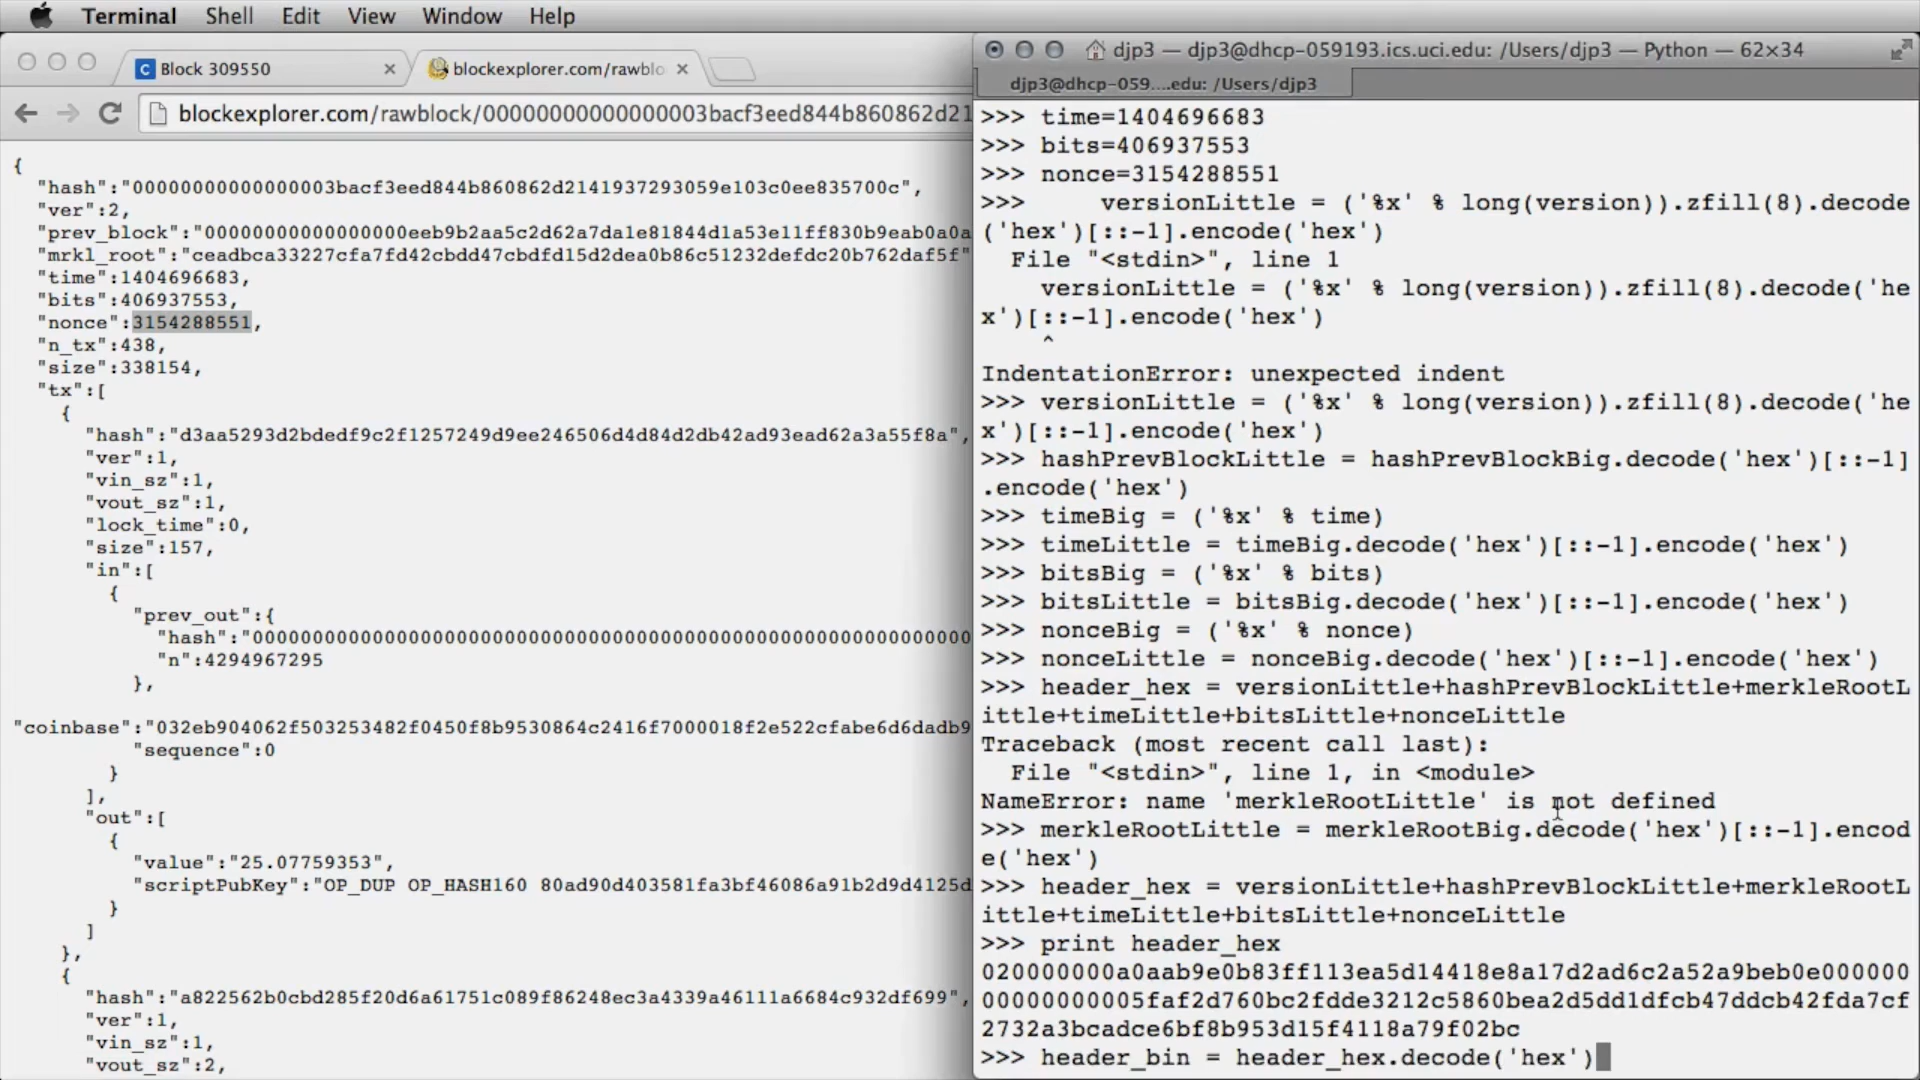 Terminal Shell Edit View Window Help
Block 309550
blockexplorer.com/rawblo
blockexplorer.com/rawblock/00000000000000003bacf3eed844b860862d21
{
"hash":"00000000000000003bacf3eed844b860862d2141937293059e103c0ee835700c",
"ver":2,
"prev_block":"00000000000000000eeb9b2aa5c2d62a7da1e81844d1a53e11ff830b9eab0a0a
"mrkl_root":"ceadbca33227cfa7fd42cbdd47cbdfd15d2dea0b86c51232defdc20b762daf5f"
"time":1404696683,
"bits":406937553,
"nonce":3154288551,
"n_tx":438,
"size":338154,
"tx":[
{
"hash":"d3aa5293d2bdedf9c2f1257249d9ee246506d4d84d2db42ad93ead62a3a55f8a",
"ver":1,
"vin_sz":1,
"vout_sz":1,
"lock_time":0,
"size":157,
"in":[
{
"prev_out":{
"hash":"000000000000000000000000000000000000000000000000000000000000
"n":4294967295
},
"coinbase":"032eb904062f503253482f0450f8b9530864c2416f7000018f2e522cfabe6d6dadb9
"sequence":0
}
],
"out":[
{
"value":"25.07759353",
"scriptPubKey":"OP_DUP OP_HASH160 80ad90d403581fa3bf46086a91b2d9d4125d
}
]
},
{
"hash":"a822562b0cbd285f20d6a61751c089f86248ec3a4339a46111a6684c932df699",
"ver":1,
"vin_sz":1,
"vout_sz":2,
djp3 — djp3@dhcp-059193.ics.uci.edu: /Users/djp3 — Python — 62×34
djp3@dhcp-059....edu: /Users/djp3
>>> time=1404696683
>>> bits=406937553
>>> nonce=3154288551
>>>     versionLittle = ('%x' % long(version)).zfill(8).decode
('hex')[::-1].encode('hex')
File "<stdin>", line 1
versionLittle = ('%x' % long(version)).zfill(8).decode('he
x')[::-1].encode('hex')
^
IndentationError: unexpected indent
>>> versionLittle = ('%x' % long(version)).zfill(8).decode('he
x')[::-1].encode('hex')
>>> hashPrevBlockLittle = hashPrevBlockBig.decode('hex')[::-1]
.encode('hex')
>>> timeBig = ('%x' % time)
>>> timeLittle = timeBig.decode('hex')[::-1].encode('hex')
>>> bitsBig = ('%x' % bits)
>>> bitsLittle = bitsBig.decode('hex')[::-1].encode('hex')
>>> nonceBig = ('%x' % nonce)
>>> nonceLittle = nonceBig.decode('hex')[::-1].encode('hex')
>>> header_hex = versionLittle+hashPrevBlockLittle+merkleRootL
ittle+timeLittle+bitsLittle+nonceLittle
Traceback (most recent call last):
File "<stdin>", line 1, in <module>
NameError: name 'merkleRootLittle' is not defined
>>> merkleRootLittle = merkleRootBig.decode('hex')[::-1].encod
e('hex')
>>> header_hex = versionLittle+hashPrevBlockLittle+merkleRootL
ittle+timeLittle+bitsLittle+nonceLittle
>>> print header_hex
020000000a0aab9e0b83ff113ea5d14418e8a17d2ad6c2a52a9beb0e000000
00000000005faf2d760bc2fdde3212c5860bea2d5dd1dfcb47ddcb42fda7cf
2732a3bcadce6bf8b953d15f4118a79f02bc
>>> header_bin = header_hex.decode('hex')